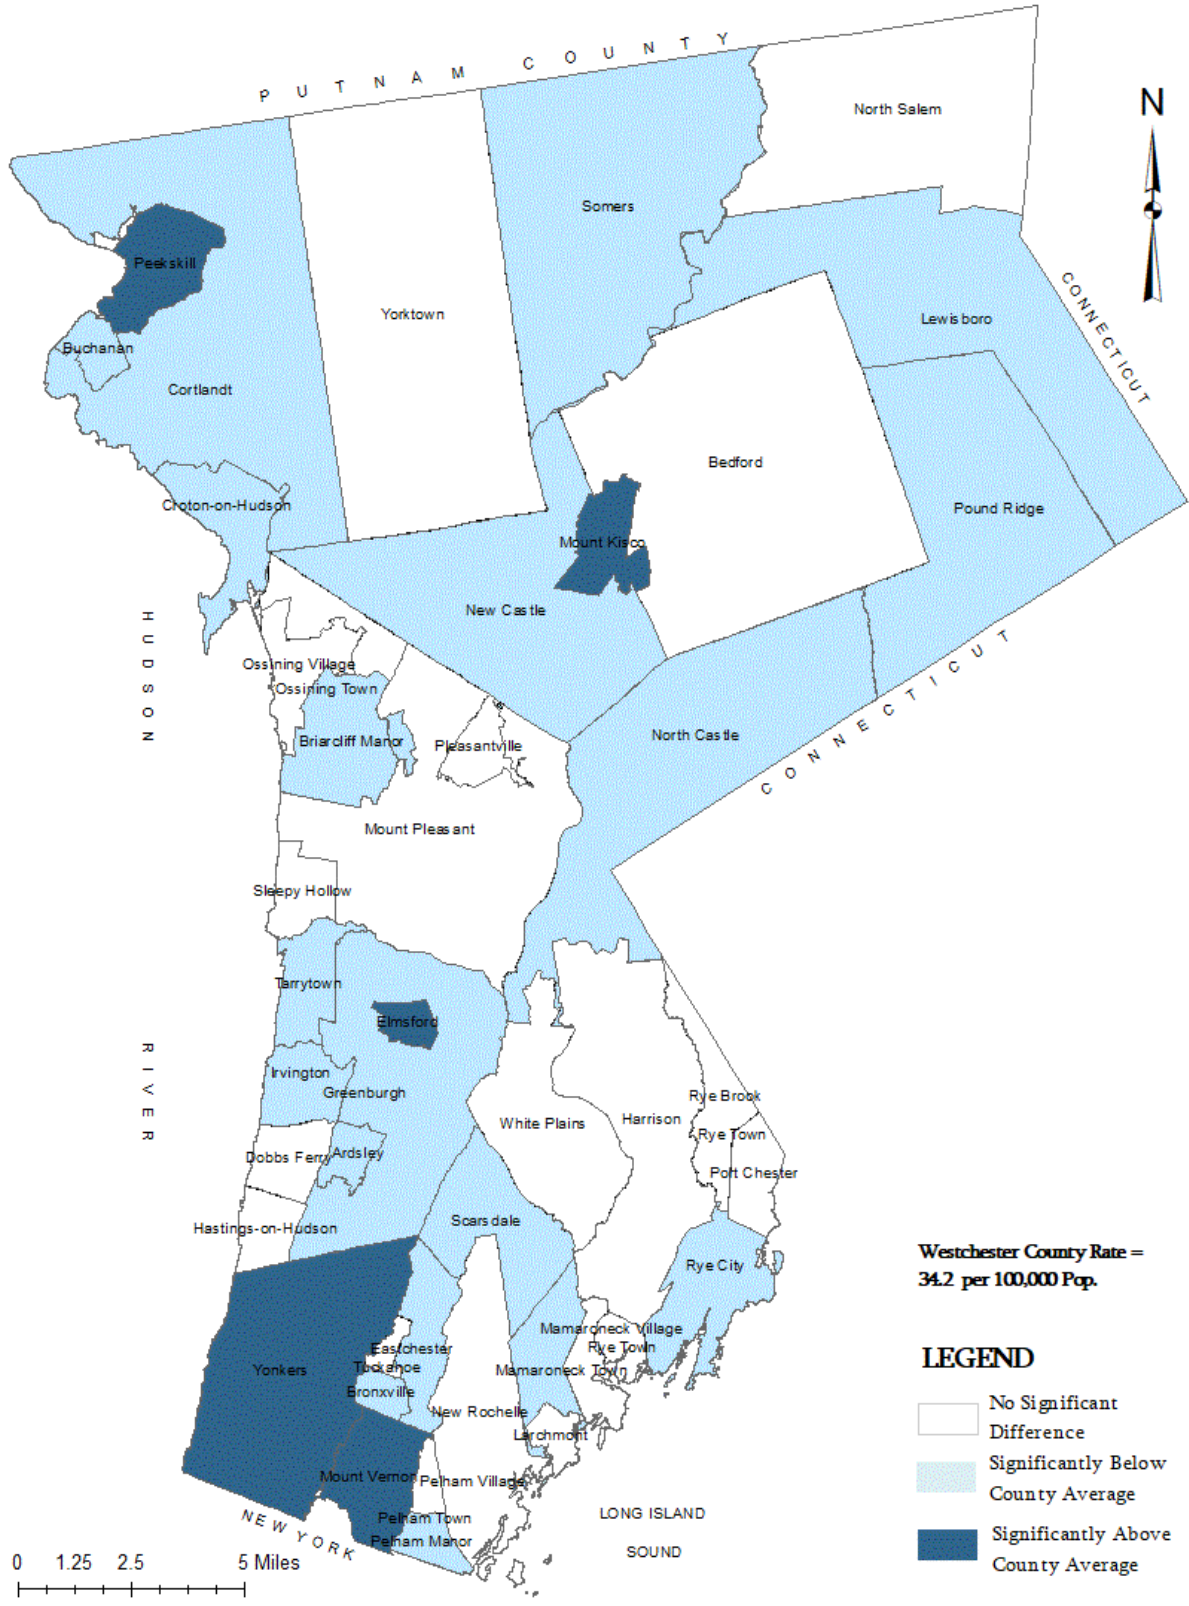 PUTNAM COUNTY
North Salem
N
Somers
Peekskill
CONNECTICUT
Yorktown
Lewisboro
Buchanan
Cortlandt
Bedford
Croton-on-Hudson
Pound Ridge
Mount Kisco
New Castle
HUDSON
CONNECTICUT
Ossining Village
Ossining Town
North Castle
Briarcliff Manor
Pleasantville
Mount Pleasant
Sleepy Hollow
Tarrytown
Elmsford
RIVER
Irvington
Greenburgh
Rye Brook
White Plains
Harrison
Rye Town
Dobbs Ferry
Ardsley
Port Chester
Scarsdale
Hastings-on-Hudson
Rye City
Westchester County Rate =
34.2 per 100,000 Pop.
Mamaroneck Village
Eastchester
Rye Town
LEGEND
Tuckahoe
Yonkers
Mamaroneck Town
Bronxville
No Significant
Difference
New Rochelle
Larchmont
Significantly Below
County Average
Mount Vernon
Pelham Village
LONG ISLAND
SOUND
Pelham Town
Pelham Manor
NEW YORK
Significantly Above
County Average
0 1.25 2.5 5 Miles